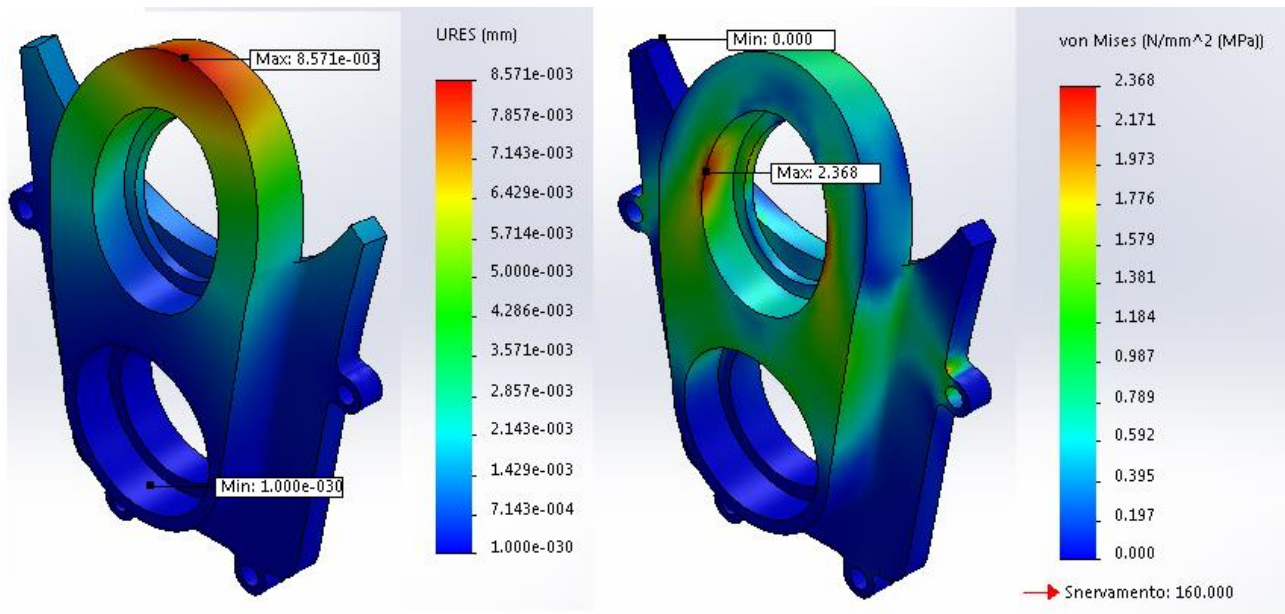 URES (mm)
Max: 8.571e-003
8.571e-003
7.857e-003
7.143e-003
6.429e-003
5.714e-003
5.000e-003
4.286e-003
3.571e-003
2.857e-003
2.143e-003
1.429e-003
7.143e-004
1.000e-030
Min: 1.000e-030
Min: 0.000
von Mises (N/mm^2 (MPa))
Max: 2.368
2.368
2.171
1.973
1.776
1.579
1.381
1.184
0.987
0.789
0.592
0.395
0.197
0.000
Snervamento: 160.000